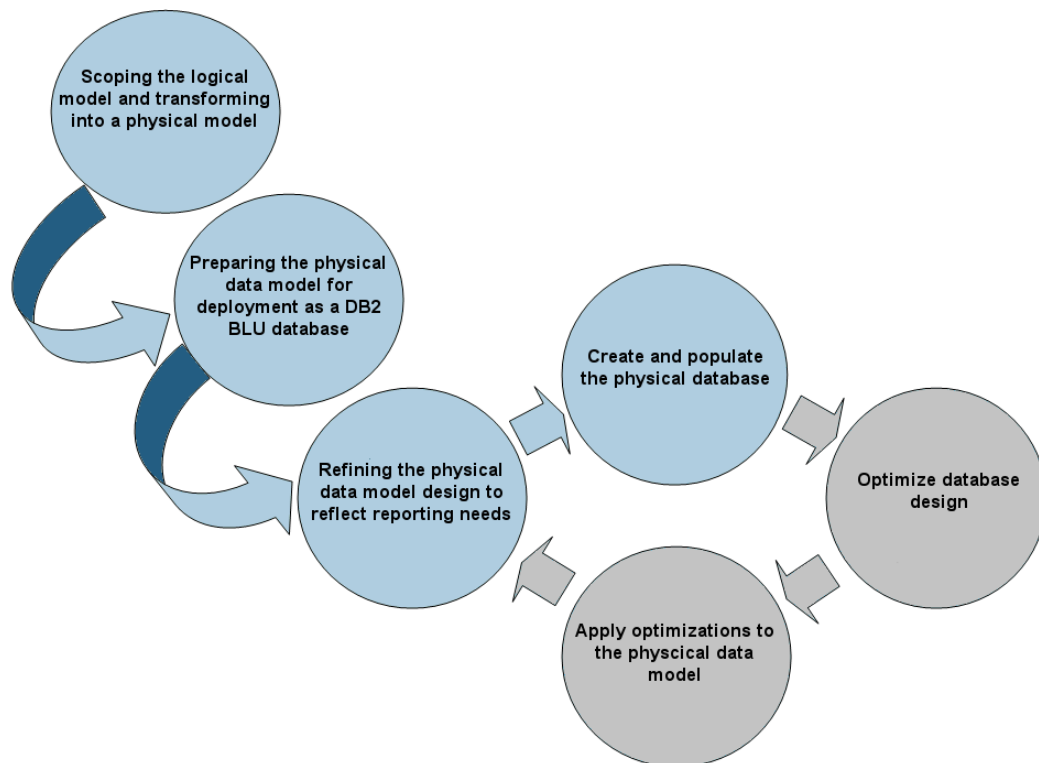 Scoping the logical
model and transforming
into a physical model
Preparing the physical
data model for
deployment as a DB2
BLU database
Refining the physical
data model design to
reflect reporting needs
Create and populate
the physical database
Optimize database
design
Apply optimizations to
the physcical data
model